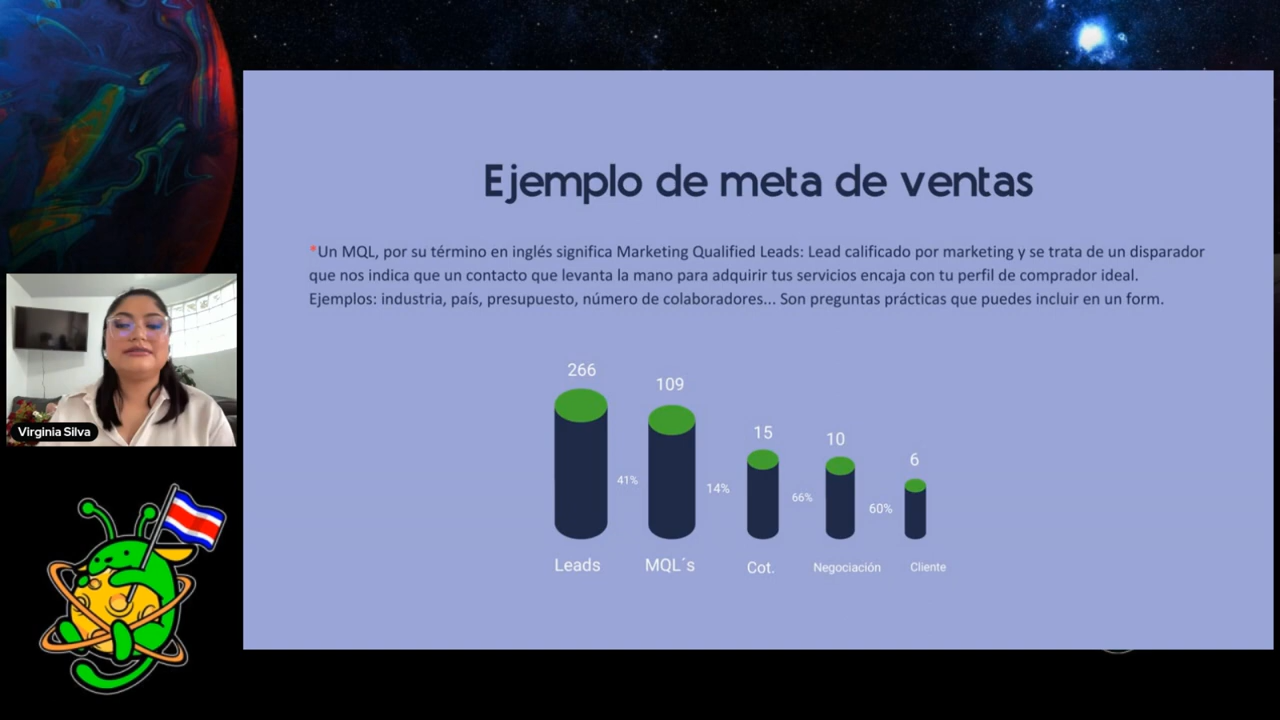 Ejemplo de meta de ventas
*Un MQL, por su término en inglés significa Marketing Qualified Leads: Lead calificado por marketing y se trata de un disparador
que nos indica que un contacto que levanta la mano para adquirir tus servicios encaja con tu perfil de comprador ideal.
Ejemplos: industria, país, presupuesto, número de colaboradores... Son preguntas prácticas que puedes incluir en un form.
266
109
15
10
6
41%
14%
66%
60%
Leads
MQL´s
Cot.
Negociación
Cliente
Virginia Silva